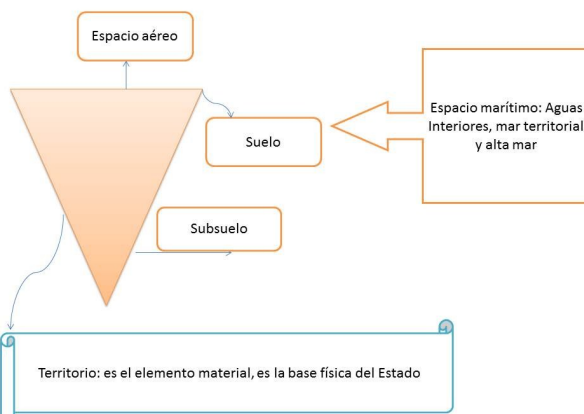 Espacio aéreo
Espacio marítimo: Aguas
Interiores, mar territorial
y alta mar
Suelo
Subsuelo
Territorio: es el elemento material, es la base física del Estado